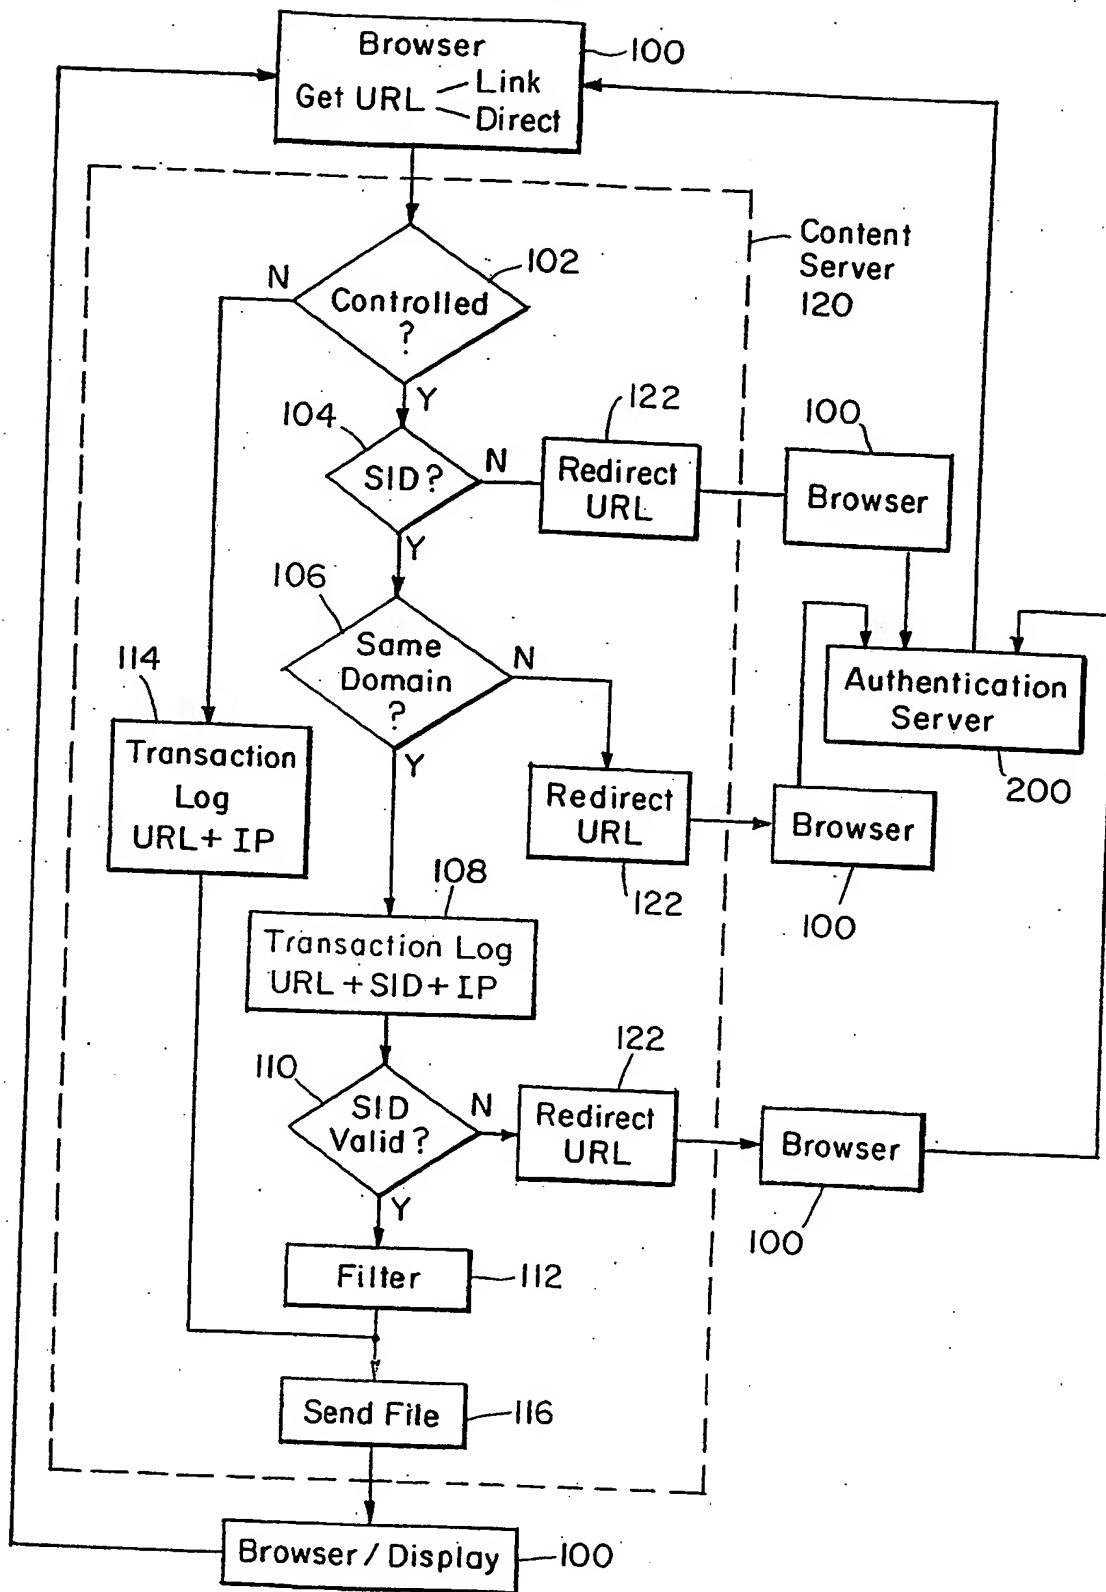 Browser
100
Get URL
Link
Direct
Content
Server
120
N
102
Controlled
?
Y
104
SID?
N
122
Redirect
URL
100
Browser
Y
106
Same
Domain
?
N
Y
Authentication
Server
200
114
Transaction
Log
URL+ IP
Redirect
URL
122
Browser
100
108
Transaction Log
URL+SID+IP
110
SID
Valid?
N
122
Redirect
URL
Browser
100
Y
Filter
112
Send File
116
Browser / Display
100